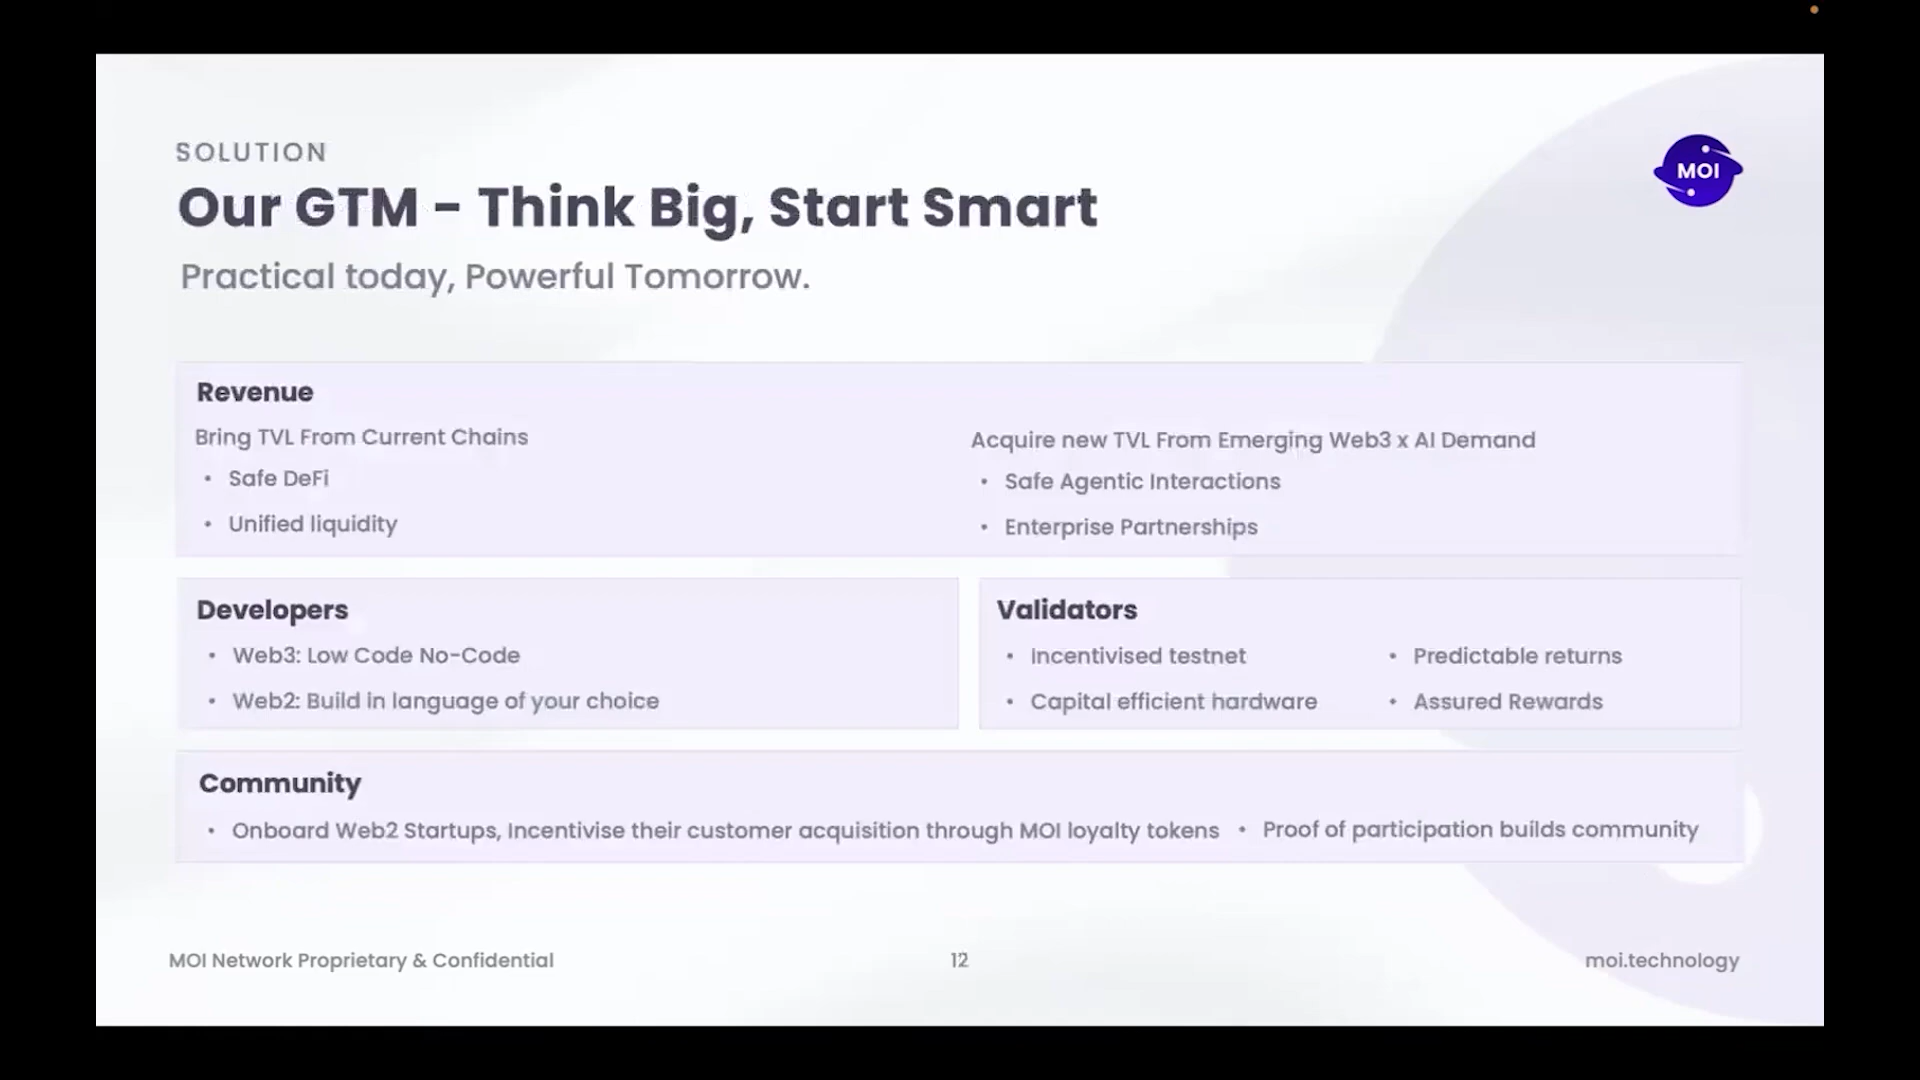 SOLUTION
MOI
Our GTM - Think Big, Start Smart
Practical today, Powerful Tomorrow.
Revenue
Bring TVL From Current Chains
• Safe DeFi
• Unified liquidity
Acquire new TVL From Emerging Web3 x AI Demand
• Safe Agentic Interactions
• Enterprise Partnerships
Developers
• Web3: Low Code No-Code
• Web2: Build in language of your choice
Validators
• Incentivised testnet
• Capital efficient hardware
• Predictable returns
• Assured Rewards
Community
• Onboard Web2 Startups, Incentivise their customer acquisition through MOI loyalty tokens • Proof of participation builds community
MOI Network Proprietary & Confidential
12
moi.technology